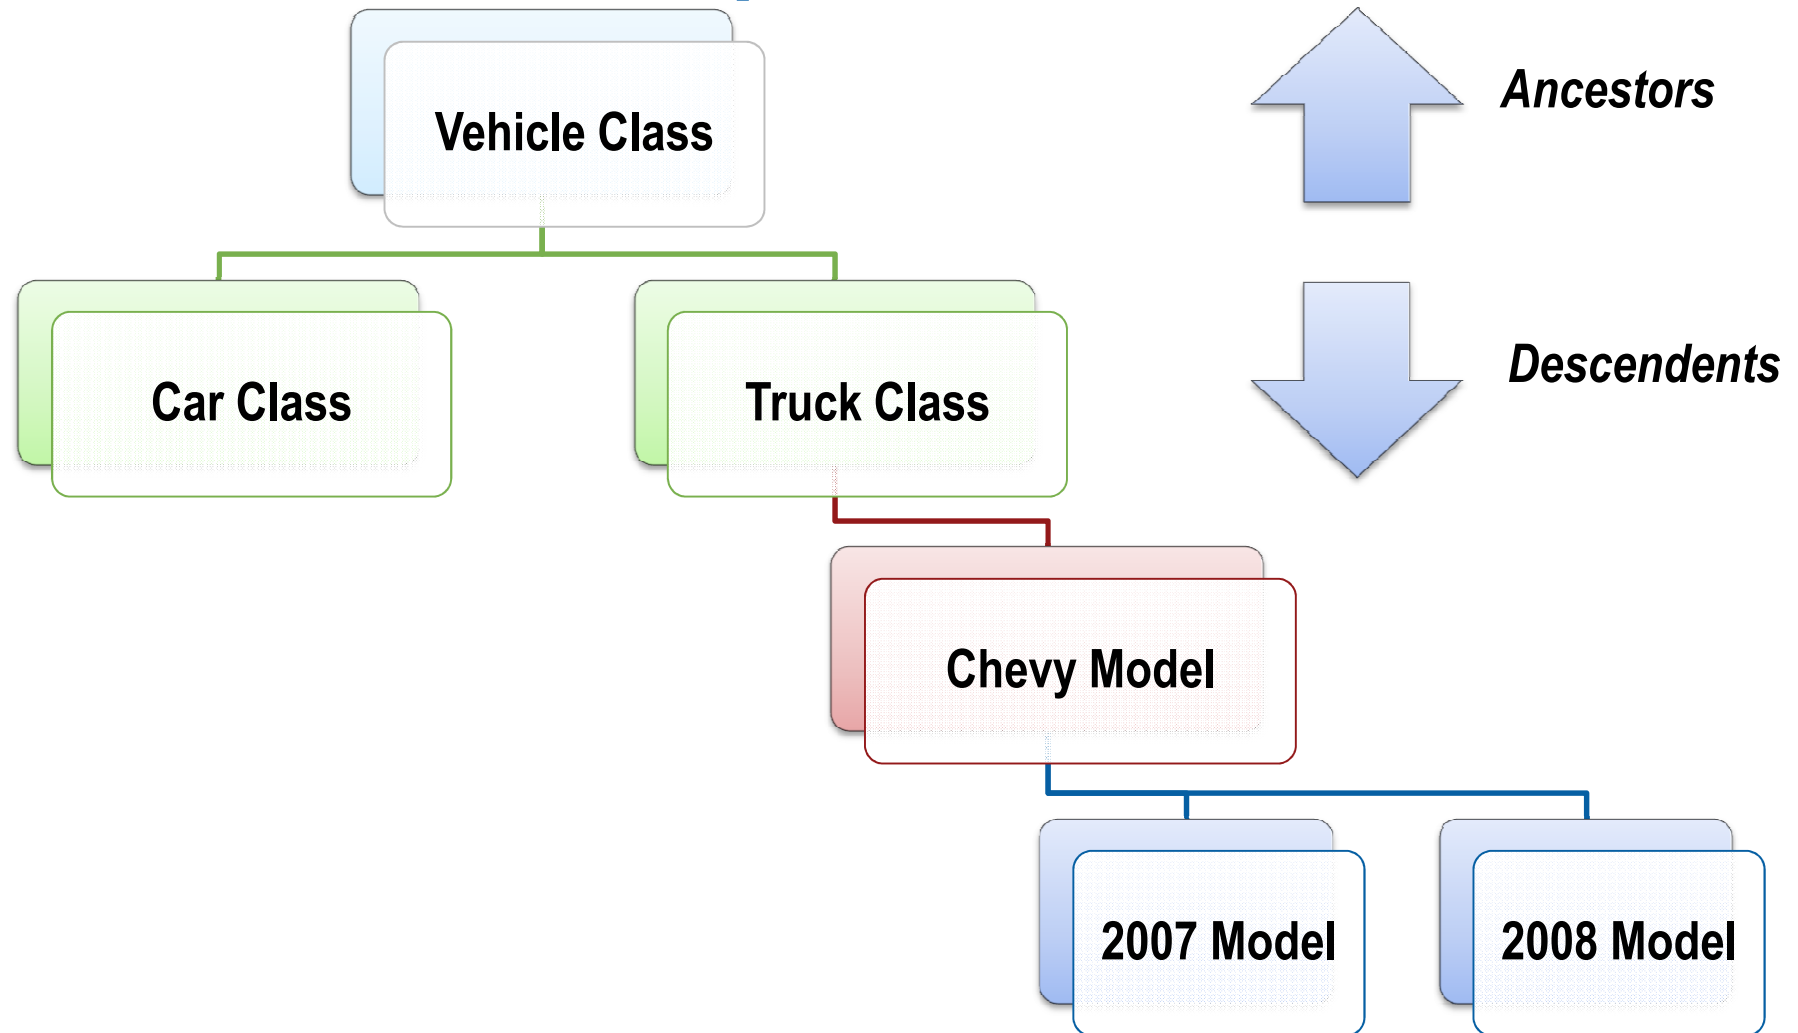 Vehicle Class
Ancestors
Car Class
Truck Class
Descendents
Chevy Model
2007 Model
2008 Model